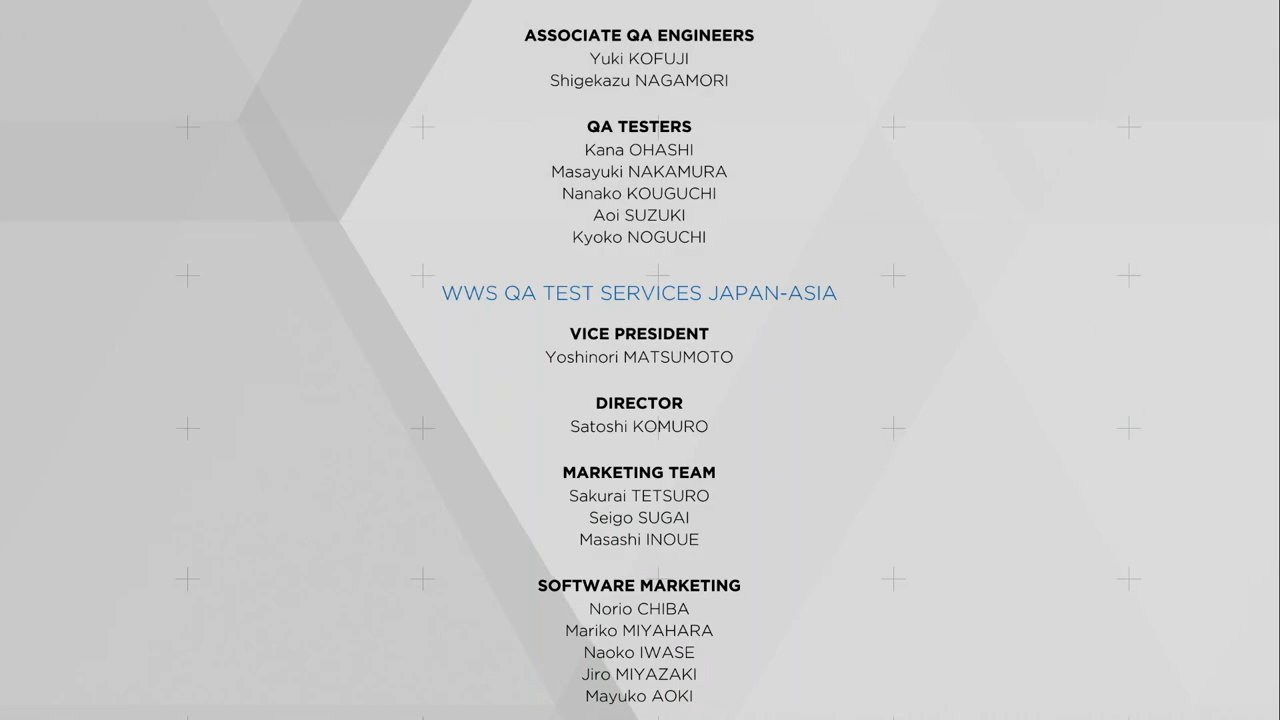 ASSOCIATE QA ENGINEERS
Yuki KOFUJI
Shigekazu NAGAMORI
QA TESTERS
Kana OHASHI
Masayuki NAKAMURA
Nanako KOUGUCHI
Aoi SUZUKI
Kyoko NOGUCHI
WWS QA TEST SERVICES JAPAN-ASIA
VICE PRESIDENT
Yoshinori MATSUMOTO
DIRECTOR
Satoshi KOMURO
MARKETING TEAM
Sakurai TETSURO
Seigo SUGAI
Masashi INOUE
SOFTWARE MARKETING
Norio CHIBA
Mariko MIYAHARA
Naoko IWASE
Jiro MIYAZAKI
Mayuko AOKI